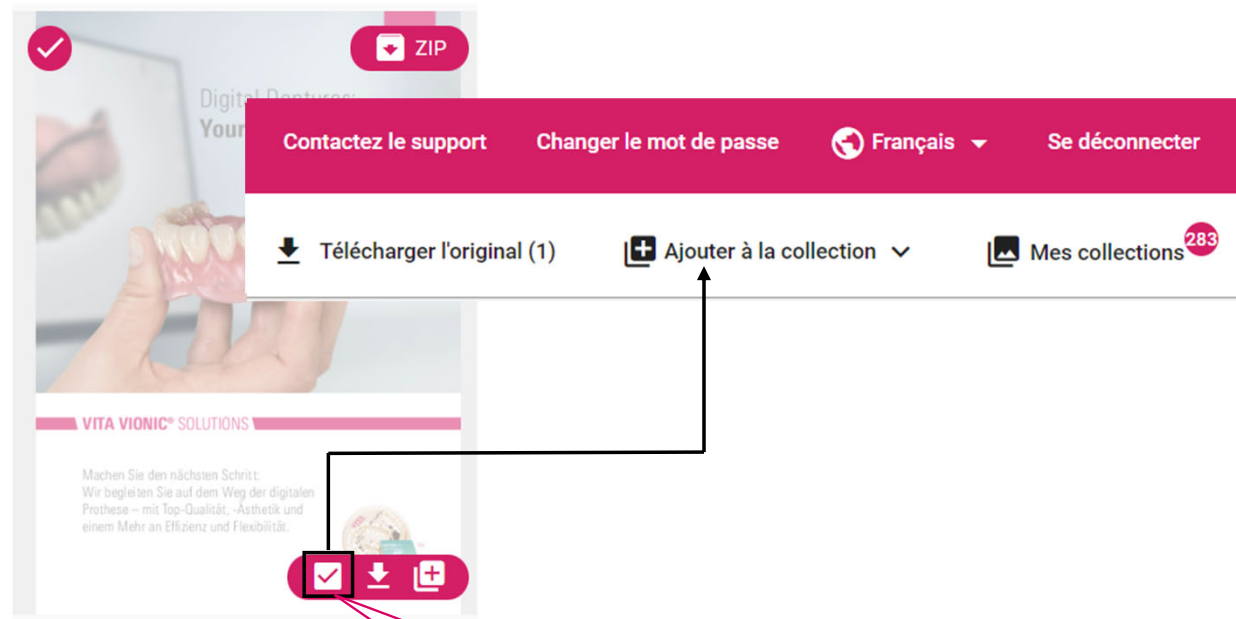 ZIP
Digital Dentures:
Your
Contactez le support
Changer le mot de passe
Français
Se déconnecter
Télécharger l'original (1)
Ajouter à la collection
Mes collections
283
VITA VIONIC® SOLUTIONS
Machen Sie den nächsten Schritt:
Wir begleiten Sie auf dem Weg der digitalen
Prothese – mit Top-Qualität, -Ästhetik und
einem Mehr an Effizienz und Flexibilität.